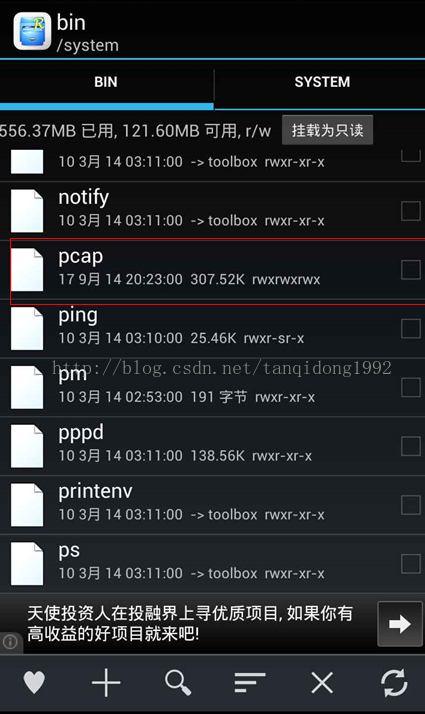 bin
/system
BIN
SYSTEM
556.37MB 已用, 121.60MB 可用, r/w
挂载为只读
10 3月 14 03:11:00 -> toolbox rwxr-xr-x
notify
10 3月 14 03:11:00 -> toolbox rwxr-xr-x
pcap
17 9月 14 20:23:00 307.52K rwxrwxrwx
ping
10 3月 14 03:10:00 25.46K rwxr-sr-x
http://blog.csdn.net/tanqidong1992
pm
10 3月 14 02:53:00 191 字节 rwxr-xr-x
pppd
10 3月 14 03:11:00 138.56K rwxr-xr-x
printenv
10 3月 14 03:11:00 -> toolbox rwxr-xr-x
ps
10 3月 14 03:11:00 -> toolbox rwxr-xr-x
天使投资人在投融界上寻优质项目, 如果你有
高收益的好项目就来吧!